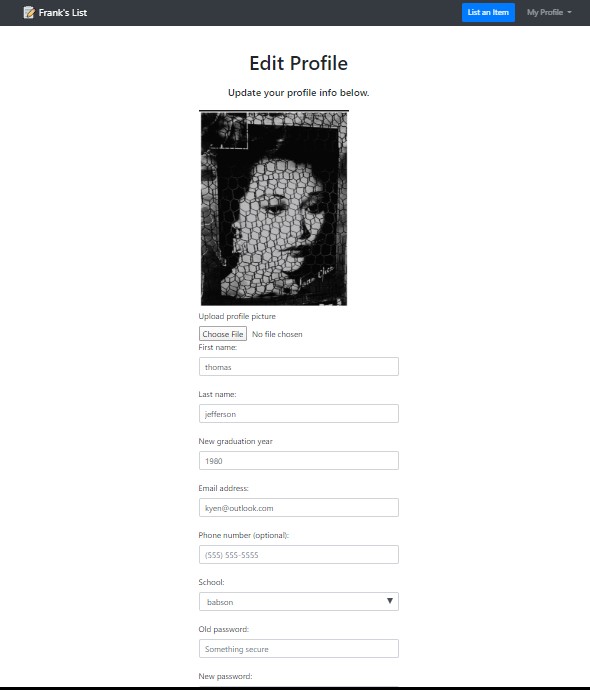 Frank's List
List an Item
My Profile
Edit Profile
Update your profile info below.
Upload profile picture
Choose File No file chosen
First name:
thomas
Last name:
jefferson
New graduation year
1980
Email address:
kyen@outlook.com
Phone number (optional):
(555) 555-5555
School:
babson
Old password:
Something secure
New password: